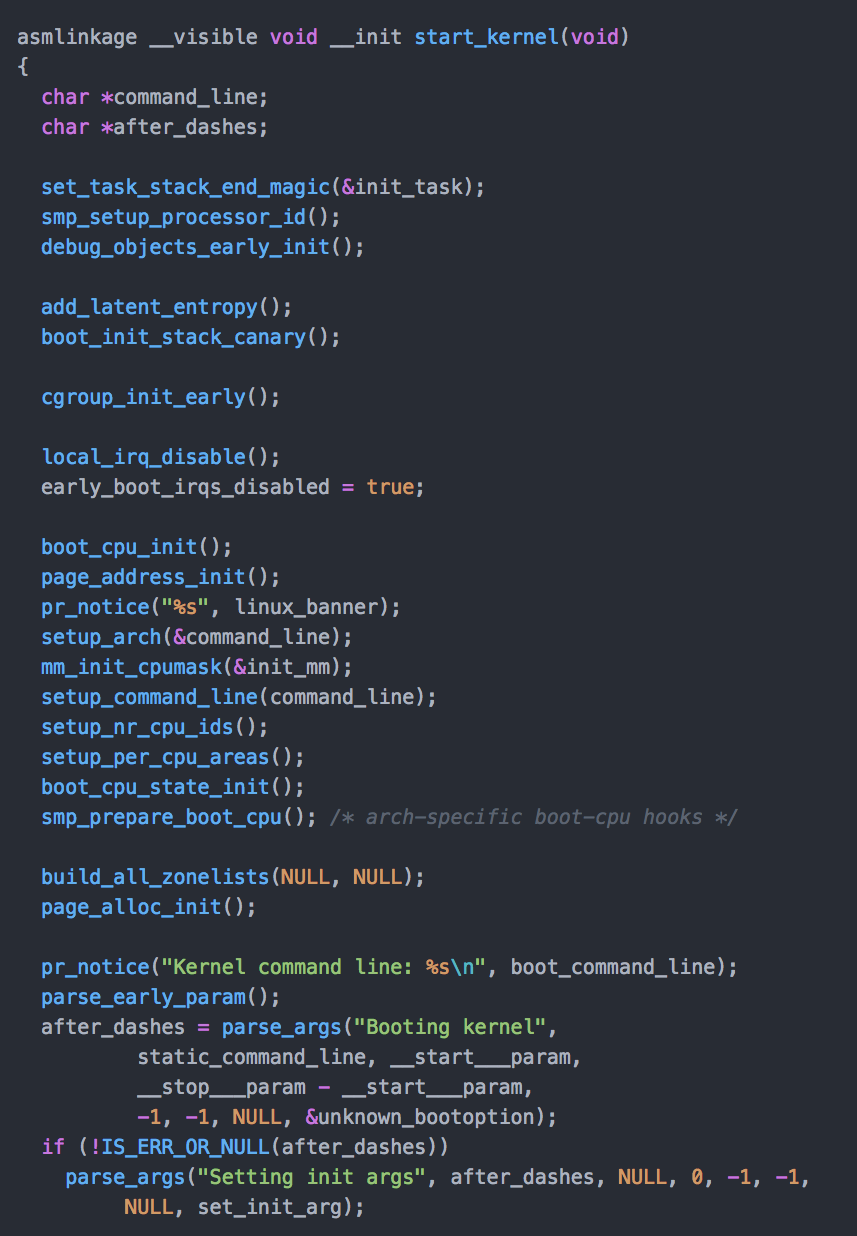 asmlinkage __visible void __init start_kernel(void)
{
  char *command_line;
  char *after_dashes;

  set_task_stack_end_magic(&init_task);
  smp_setup_processor_id();
  debug_objects_early_init();

  add_latent_entropy();
  boot_init_stack_canary();

  cgroup_init_early();

  local_irq_disable();
  early_boot_irqs_disabled = true;

  boot_cpu_init();
  page_address_init();
  pr_notice("%s", linux_banner);
  setup_arch(&command_line);
  mm_init_cpumask(&init_mm);
  setup_command_line(command_line);
  setup_nr_cpu_ids();
  setup_per_cpu_areas();
  boot_cpu_state_init();
  smp_prepare_boot_cpu(); /* arch-specific boot-cpu hooks */

  build_all_zonelists(NULL, NULL);
  page_alloc_init();

  pr_notice("Kernel command line: %s\n", boot_command_line);
  parse_early_param();
  after_dashes = parse_args("Booting kernel",
          static_command_line, __start___param,
          __stop___param - __start___param,
          -1, -1, NULL, &unknown_bootoption);
  if (!IS_ERR_OR_NULL(after_dashes))
    parse_args("Setting init args", after_dashes, NULL, 0, -1, -1,
         NULL, set_init_arg);